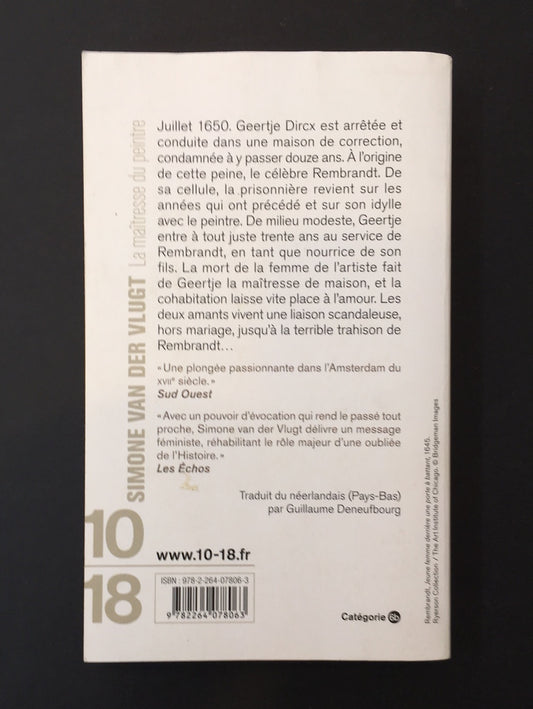 Juillet 1650. Geertje Dircx est arrêtée et
conduite dans une maison de correction,
condamnée à y passer douze ans. À l'origine
de cette peine, le célèbre Rembrandt. De
sa cellule, la prisonnière revient sur les
années qui ont précédé et sur son idylle
avec le peintre. De milieu modeste, Geertje
entre à tout juste trente ans au service de
Rembrandt, en tant que nourrice de son
fils. La mort de la femme de l'artiste fait
de Geertje la maîtresse de maison, et la
cohabitation laisse vite place à l'amour. Les
deux amants vivent une liaison scandaleuse,
hors mariage, jusqu'à la terrible trahison de
Rembrandt…
« Une plongée passionnante dans l'Amsterdam du
XVIIe siècle. »
Sud Ouest
« Avec un pouvoir d'évocation qui rend le passé tout
proche, Simone van der Vlugt délivre un message
féministe, réhabilitant le rôle majeur d'une oubliée
de l'Histoire. »
Les Échos
Traduit du néerlandais (Pays-Bas)
par Guillaume Deneufbourg
SIMONE VAN DER VLUGT La maîtresse du peintre
10
18
www.10-18.fr
ISBN : 978-2-264-07806-3
9 782264 078063
Catégorie 6b
Rembrandt, Jeune femme derrière une porte à battant, 1645.
Ryerson Collection / The Art Institute of Chicago. © Bridgeman Images